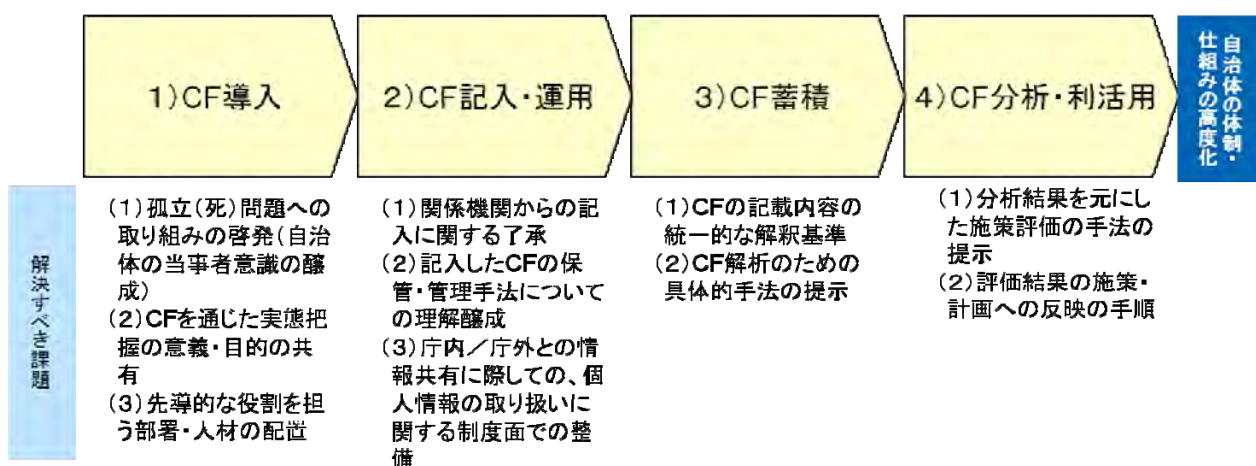 1)CF導入
2)CF記入・運用
3)CF蓄積
4)CF分析・利活用
自治体の体制・
仕組みの高度化
解決すべき課題
(1)孤立(死)問題への
取り組みの啓発(自治
体の当事者意識の醸
成)
(2)CFを通じた実態把
握の意義・目的の共
有
(3)先導的な役割を担
う部署・人材の配置
(1)関係機関からの記
入に関する了承
(2)記入したCFの保
管・管理手法について
の理解醸成
(3)庁内/庁外との情
報共有に際しての、個
人情報の取り扱いに
関する制度面での整
備
(1)CFの記載内容の
統一的な解釈基準
(2)CF解析のための
具体的手法の提示
(1)分析結果を元にし
た施策評価の手法の
提示
(2)評価結果の施策・
計画への反映の手順